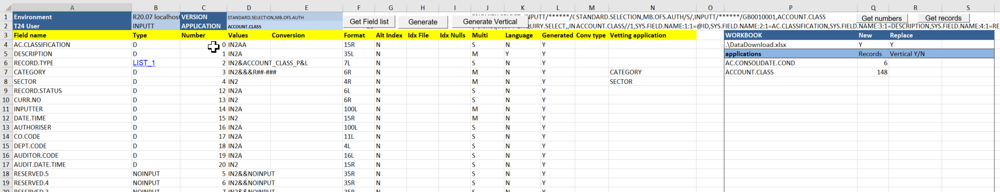 A B C D E F G H I J K L M N O P Q R S
1 Environment R20.07 localhost VERSION STANDARD.SELECTION,MB.OFS.AUTH Get Field list Generate Generate Vertical STANDARD.SELECTION,MB.OFS.AUTH/S/,INPUTT/******/GB0010001,ACCOUNT.CLASS Get numbers Get records
2 T24 User INPUTT APPLICATION ACCOUNT.CLASS ACCOUNT.CLASS//1,SYS.FIELD.NAME:1:1=@ID,SYS.FIELD.NAME:2:1=AC.CLASSIFICATION,SYS.FIELD.NAME:3:1=DESCRIPTION,SYS.FIELD.NAME:4:1=RE
3 Field name Type Number Values Conversion Format Alt Index Idx File Idx Nulls Multi Language Generated Conv type Vetting application WORKBOOK New Replace
4 AC.CLASSIFICATION D 0 IN2AA 15R N S N Y .\DataDownload.xlsx Y Y
5 DESCRIPTION D 1 IN2A 35L N M Y Y applications Records Vertical Y/N
6 RECORD.TYPE LIST_1 2 IN2&ACCOUNT_CLASS_P&L 7L N S N Y AC.CONSOLIDATE.COND 6
7 CATEGORY D 3 IN2&&&R##-### 6R N M N Y CATEGORY ACCOUNT.CLASS 148
8 SECTOR D 4 IN2 4R N M N Y SECTOR
9 RECORD.STATUS D 12 IN2A 6L N S N Y
10 CURR.NO D 13 IN2 6R N S N Y
11 INPUTTER D 14 IN2A 100L N M N Y
12 DATE.TIME D 15 IN2 15R N M N Y
13 AUTHORISER D 16 IN2A 100L N S N Y
14 CO.CODE D 17 IN2A 11L N S N Y
15 DEPT.CODE D 18 IN2A 4L N S N Y
16 AUDITOR.CODE D 19 IN2A 16L N S N Y
17 AUDIT.DATE.TIME D 20 IN2 15R N S N Y
18 RESERVED.5 NOINPUT 5 IN2&&NOINPUT 35R N S N Y
19 RESERVED.4 NOINPUT 6 IN2&&NOINPUT 35R N S N Y
20 RESERVED.3 NOINPUT 7 IN2&&NOINPUT 35R N S N Y